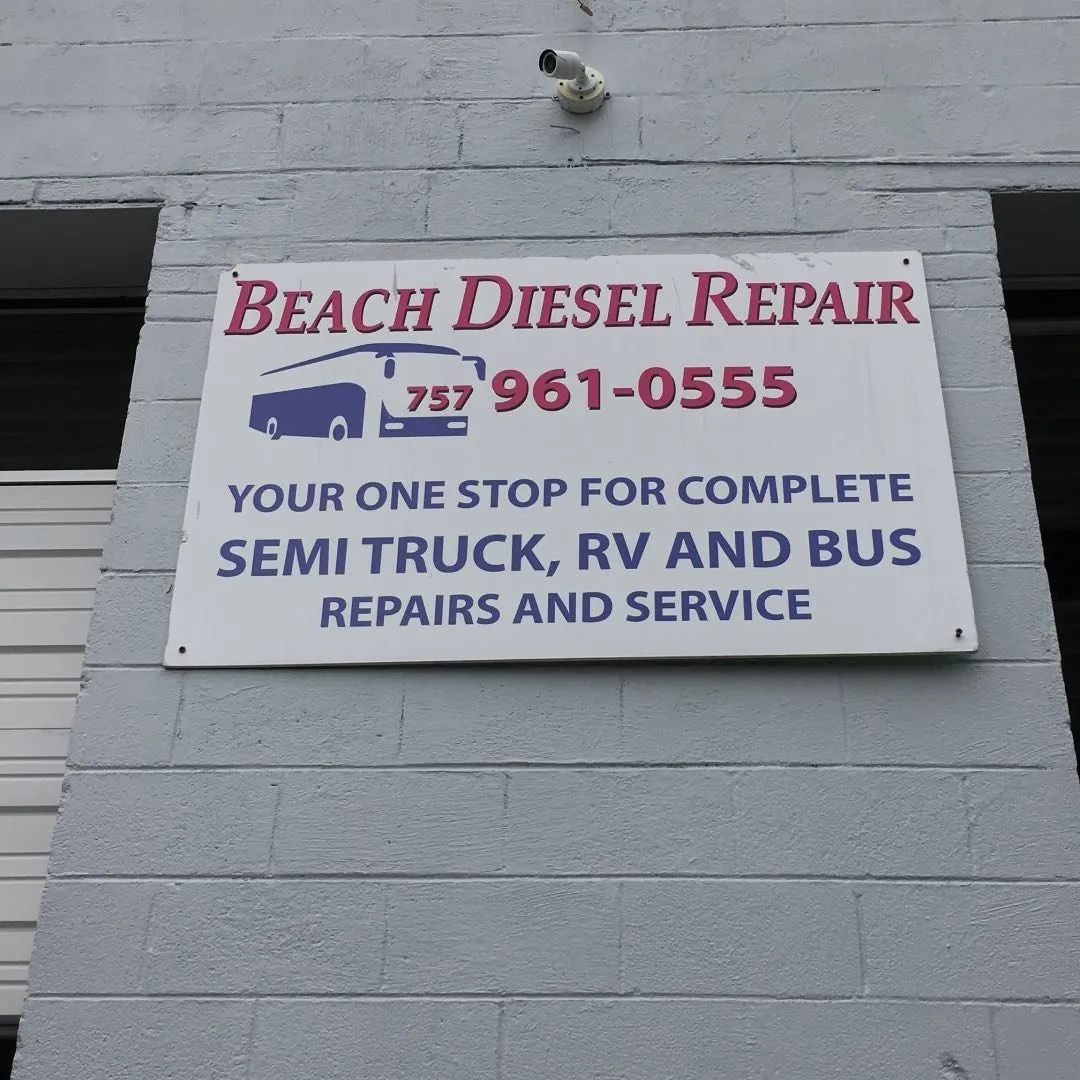 BEACH DIESEL REPAIR
757 961-0555
YOUR ONE STOP FOR COMPLETE
SEMI TRUCK, RV AND BUS
REPAIRS AND SERVICE